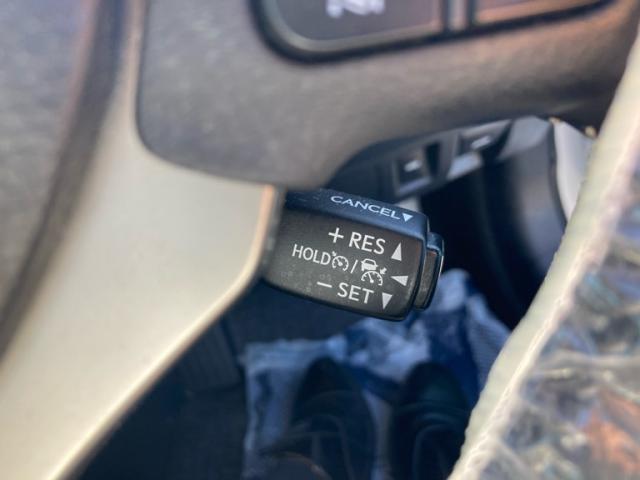 CANCEL▼
+ RES ▲
HOLD / ◀
− SET ▼